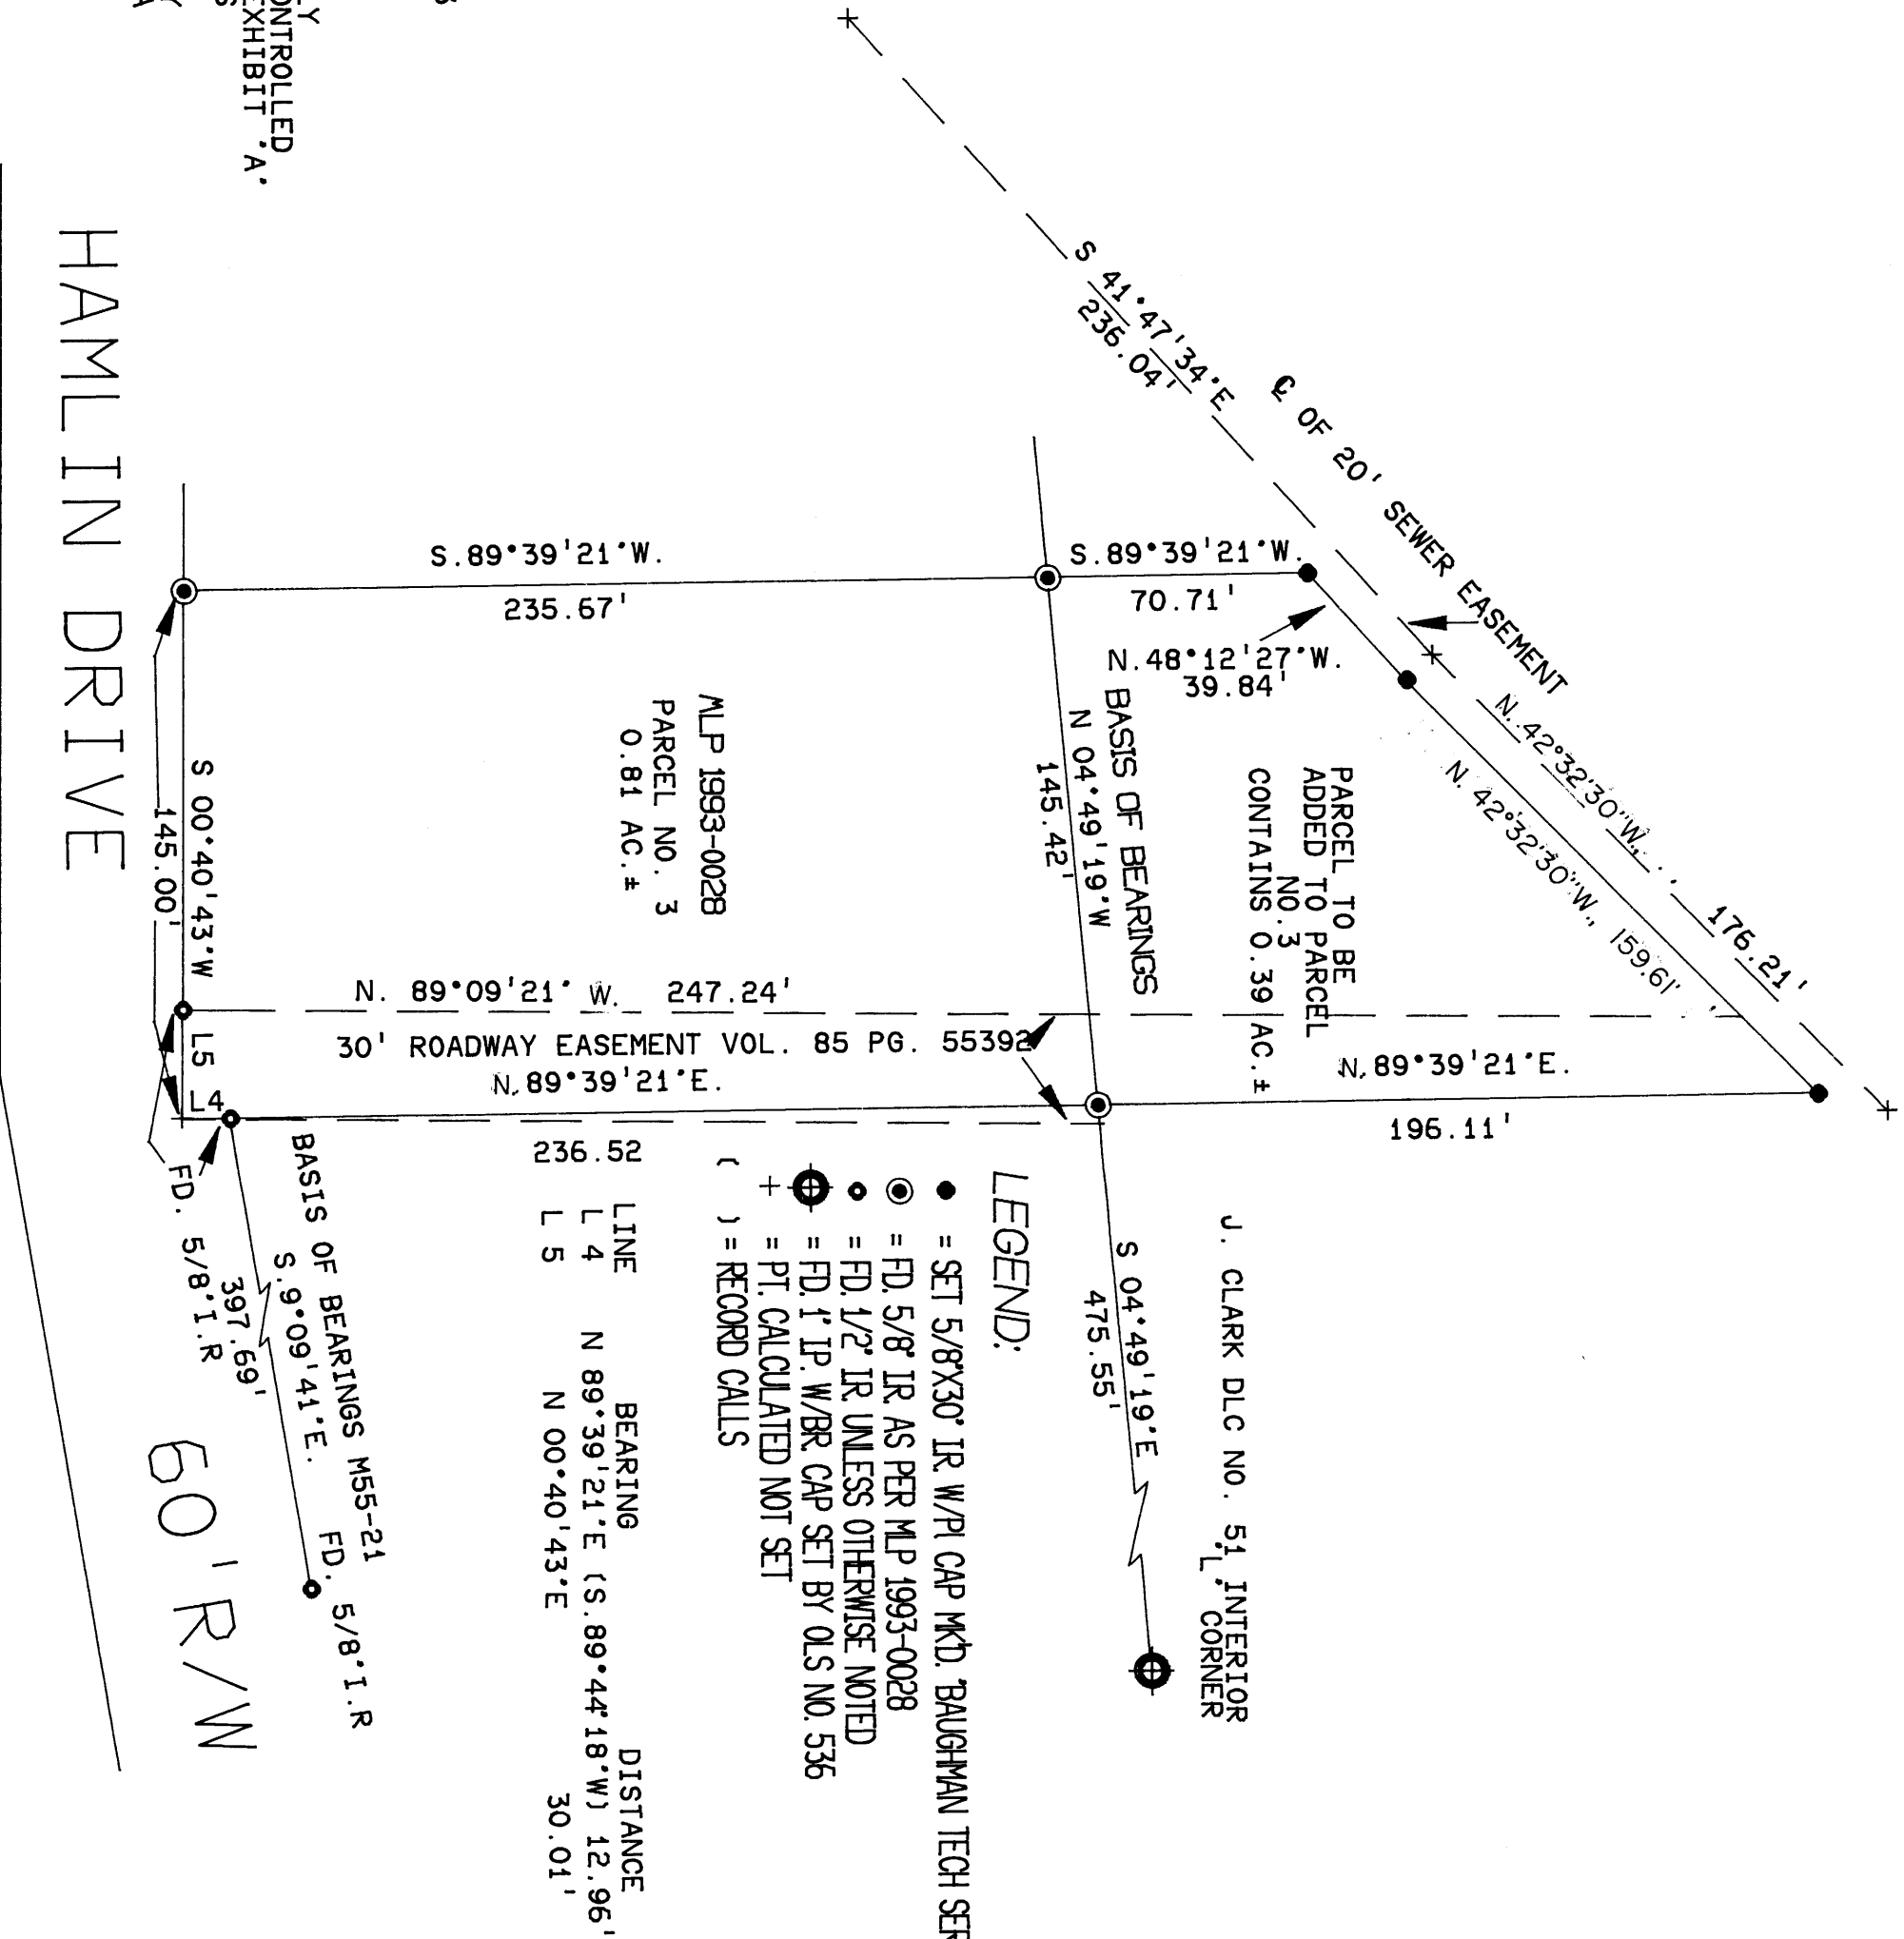 LY
ONTROLLED
EXHIBIT "A"
HAMLIN DRIVE
60' R/W
S 41°47'34"E
236.04'
℄ OF 20' SEWER EASEMENT
N. 42°32'30"W.,
176.21'
N. 42°32'30"W., 159.61'
S.89°39'21"W.
235.67'
S.89°39'21"W.
70.71'
N.48°12'27"W.
39.84'
BASIS OF BEARINGS
N 04°49'19"W
145.42'
PARCEL TO BE
ADDED TO PARCEL
NO.3
CONTAINS 0.39 AC.±
MLP 1993-0028
PARCEL NO. 3
0.81 AC.±
S 00°40'43"W
145.00'
N. 89°09'21" W. 247.24'
30' ROADWAY EASEMENT VOL. 85 PG. 55392
N.89°39'21"E.
236.52
N.89°39'21"E.
196.11'
L5
L4
FD. 5/8"I.R
BASIS OF BEARINGS M55-21
S.9°09'41"E.
397.69'
FD. 5/8"I.R
J. CLARK DLC NO. 51 INTERIOR
"L" CORNER
S 04°49'19"E
475.55'
LEGEND:
= SET 5/8"X30" IR. W/Pl CAP MK'D. "BAUGHMAN TECH SER
= FD. 5/8" IR. AS PER MLP 1993-0028
= FD. 1/2" IR. UNLESS OTHERWISE NOTED
= FD. 1" IP. W/BR. CAP SET BY OLS NO. 536
+ = PT. CALCULATED NOT SET
( ) = RECORD CALLS
LINE BEARING DISTANCE
L 4 N 89°39'21"E (S.89°44'18"W) 12.96'
L 5 N 00°40'43"E 30.01'